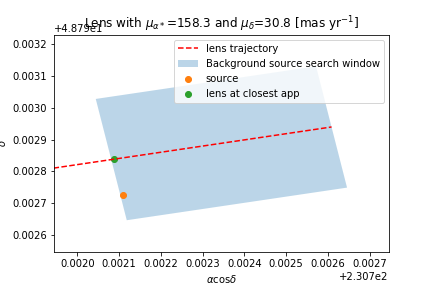 Lens with μα*=158.3 and μδ=30.8 [mas yr⁻¹]
+4.879e1
0.0032
0.0031
0.0030
0.0029
0.0028
0.0027
0.0026
δ
lens trajectory
Background source search window
source
lens at closest app
0.0020 0.0021 0.0022 0.0023 0.0024 0.0025 0.0026 0.0027
+2.307e2
αcosδ